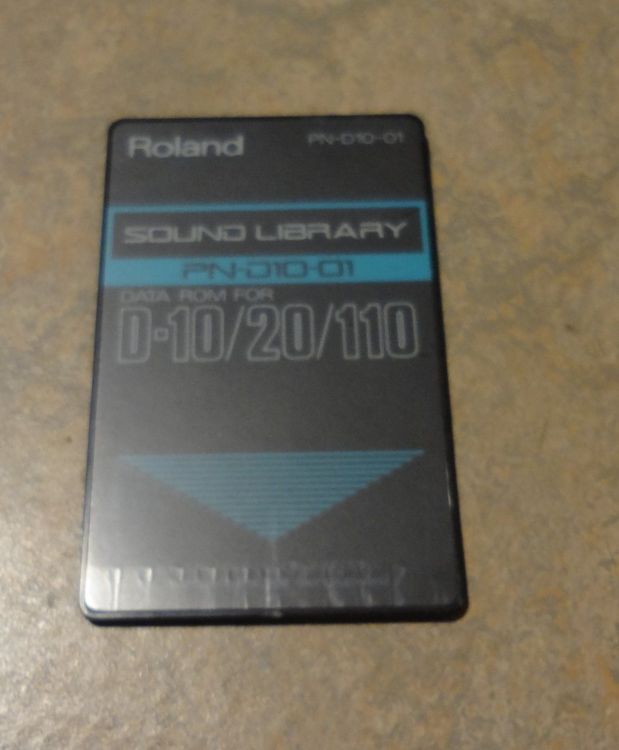 Roland PN-D10-01
SOUND LIBRARY
PN-D10-01
DATA ROM FOR
D-10/20/110